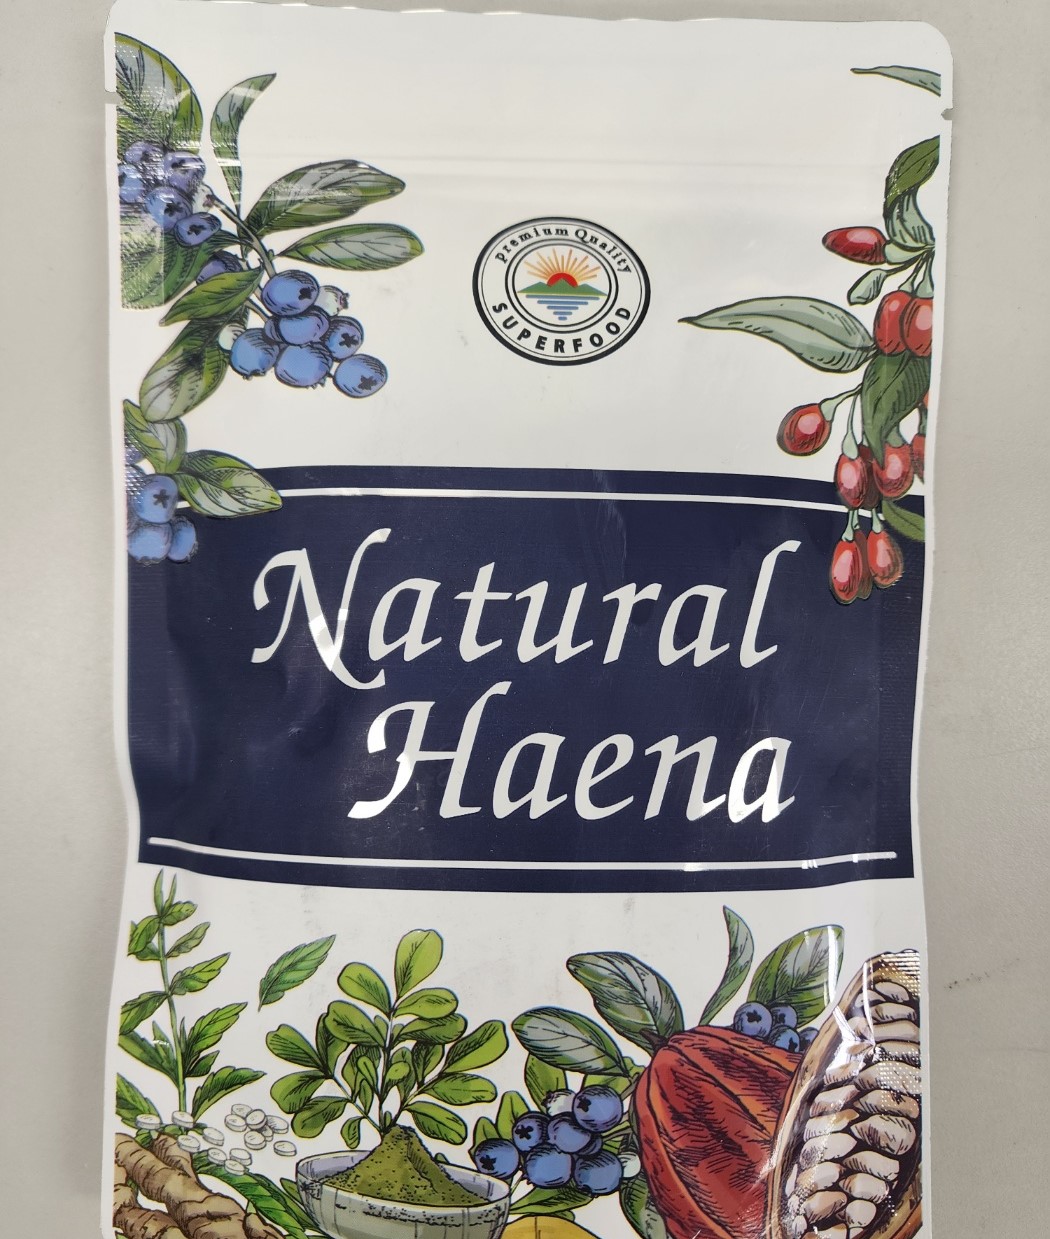 Premium Quality
SUPERFOOD
Natural
Haena